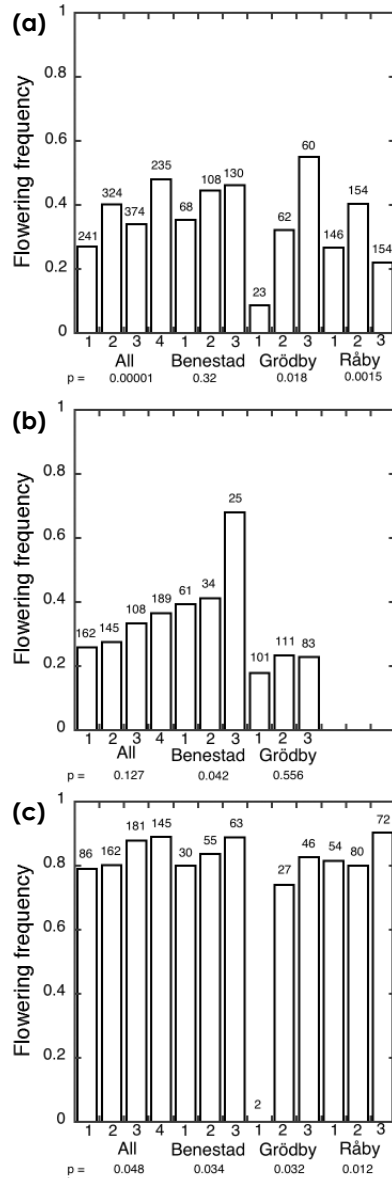 (a)
Flowering frequency
1
0.8
0.6
0.4
0.2
0
241 324 374 235 68 108 130 23 62 60 146 154 154
1 2 3 4 1 2 3 1 2 3 1 2 3
All Benestad Grödby Råby
p = 0.00001 0.32 0.018 0.0015
(b)
Flowering frequency
1
0.8
0.6
0.4
0.2
0
162 145 108 189 61 34 25 101 111 83
1 2 3 4 1 2 3 1 2 3
All Benestad Grödby
p = 0.127 0.042 0.556
(c)
Flowering frequency
1
0.8
0.6
0.4
0.2
0
86 162 181 145 30 55 63 2 27 46 54 80 72
1 2 3 4 1 2 3 1 2 3 1 2 3
All Benestad Grödby Råby
p = 0.048 0.034 0.032 0.012